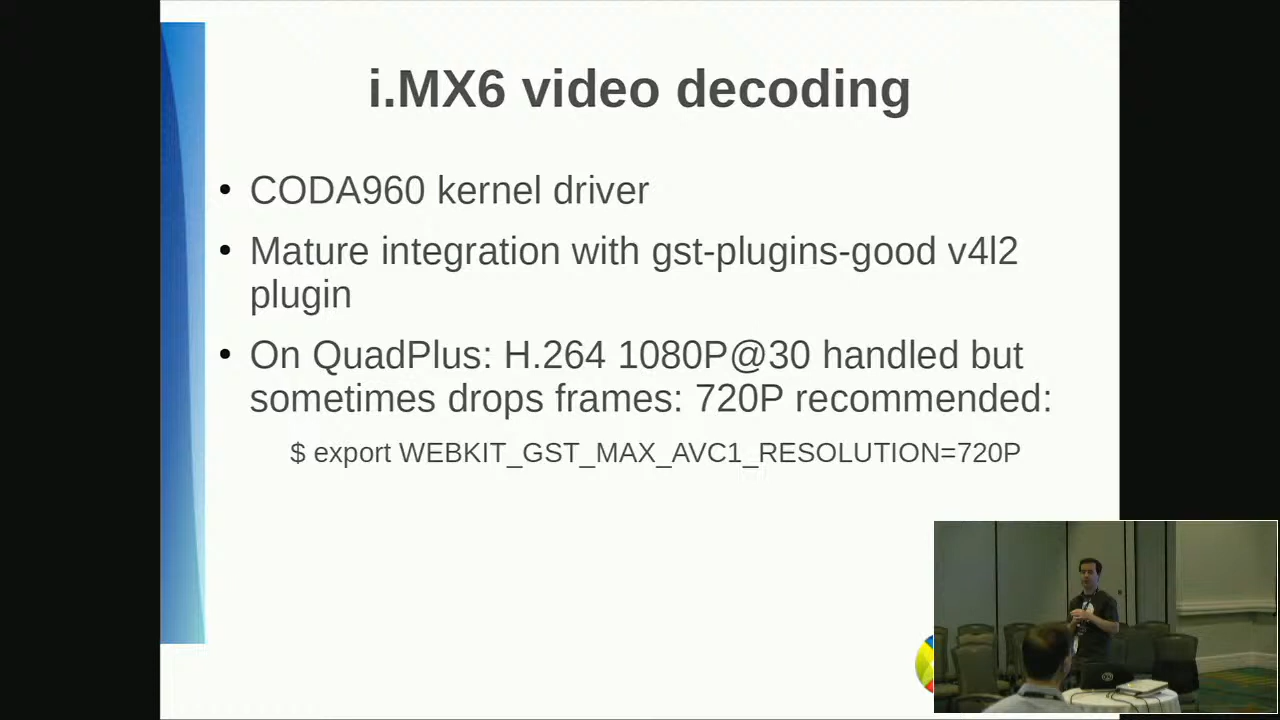 i.MX6 video decoding
• CODA960 kernel driver
• Mature integration with gst-plugins-good v4l2
plugin
• On QuadPlus: H.264 1080P@30 handled but
sometimes drops frames: 720P recommended:
$ export WEBKIT_GST_MAX_AVC1_RESOLUTION=720P